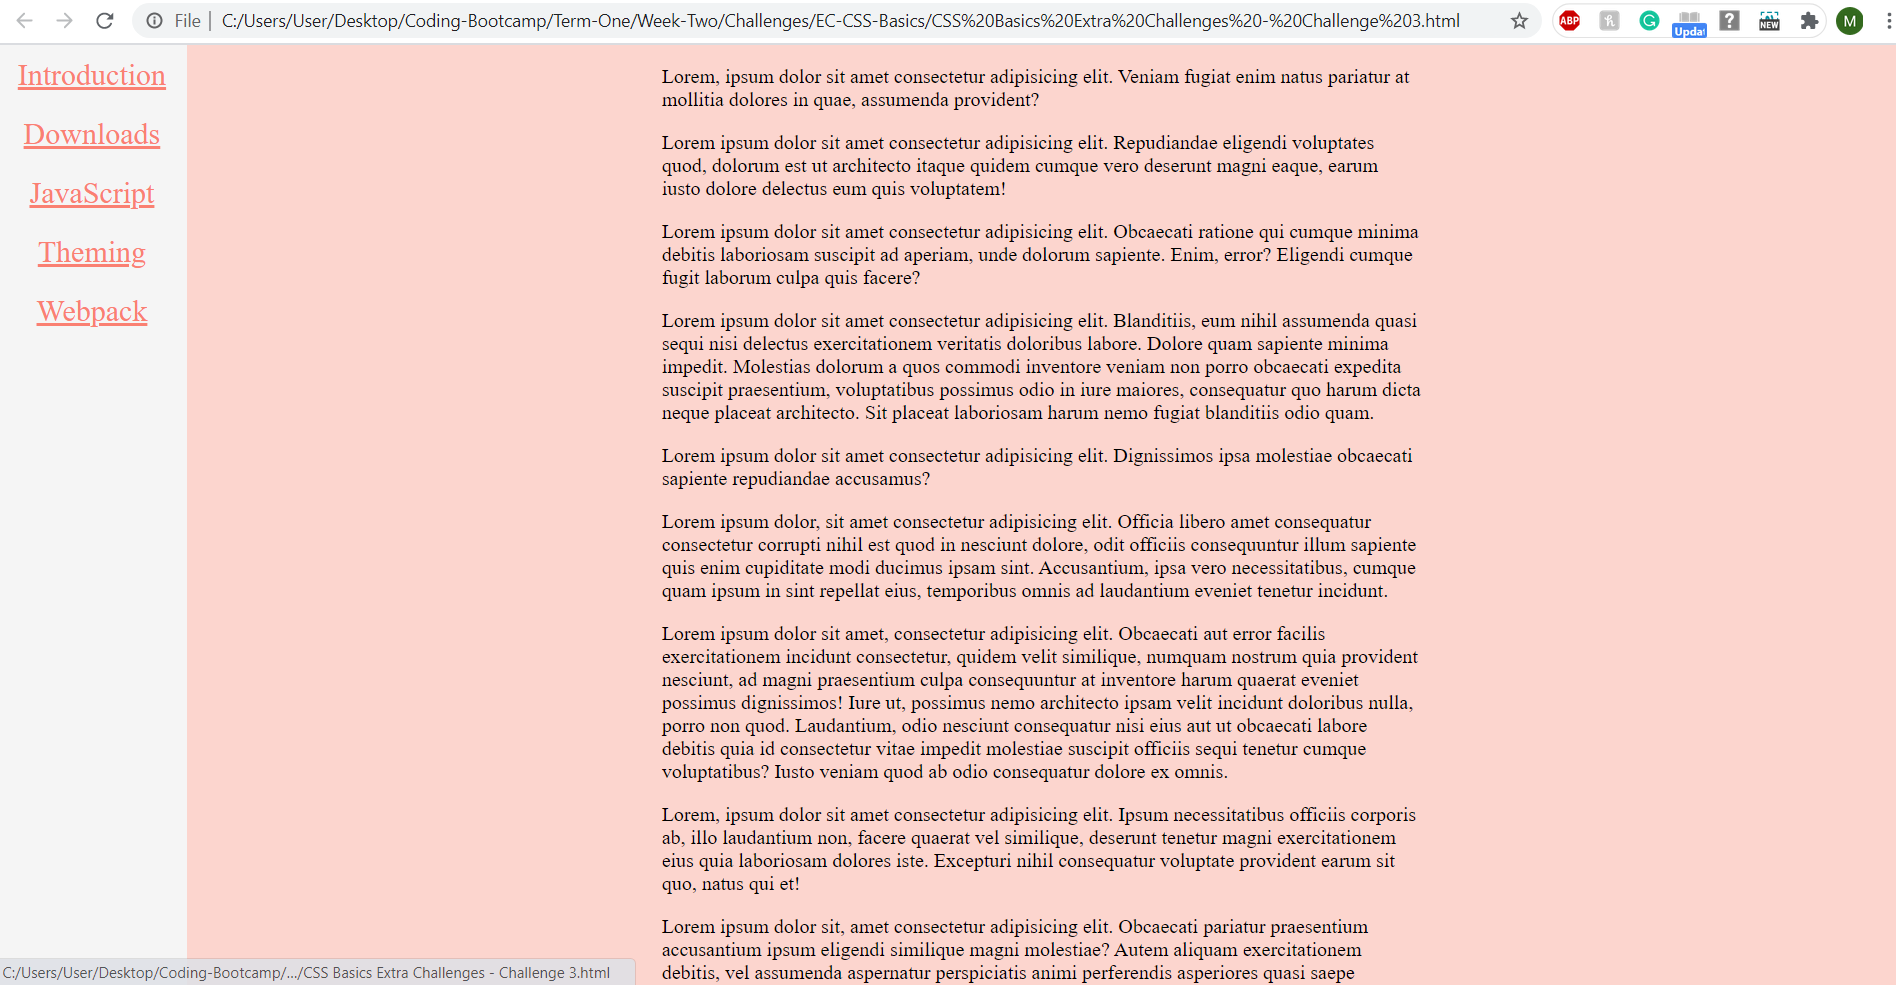 File
C:/Users/User/Desktop/Coding-Bootcamp/Term-One/Week-Two/Challenges/EC-CSS-Basics/CSS%20Basics%20Extra%20Challenges%20-%20Challenge%203.html
ABP
Updat
?
NEW
M
Introduction
Downloads
JavaScript
Theming
Webpack
Lorem, ipsum dolor sit amet consectetur adipisicing elit. Veniam fugiat enim natus pariatur at
mollitia dolores in quae, assumenda provident?
Lorem ipsum dolor sit amet consectetur adipisicing elit. Repudiandae eligendi voluptates
quod, dolorum est ut architecto itaque quidem cumque vero deserunt magni eaque, earum
iusto dolore delectus eum quis voluptatem!
Lorem ipsum dolor sit amet consectetur adipisicing elit. Obcaecati ratione qui cumque minima
debitis laboriosam suscipit ad aperiam, unde dolorum sapiente. Enim, error? Eligendi cumque
fugit laborum culpa quis facere?
Lorem ipsum dolor sit amet consectetur adipisicing elit. Blanditiis, eum nihil assumenda quasi
sequi nisi delectus exercitationem veritatis doloribus labore. Dolore quam sapiente minima
impedit. Molestias dolorum a quos commodi inventore veniam non porro obcaecati expedita
suscipit praesentium, voluptatibus possimus odio in iure maiores, consequatur quo harum dicta
neque placeat architecto. Sit placeat laboriosam harum nemo fugiat blanditiis odio quam.
Lorem ipsum dolor sit amet consectetur adipisicing elit. Dignissimos ipsa molestiae obcaecati
sapiente repudiandae accusamus?
Lorem ipsum dolor, sit amet consectetur adipisicing elit. Officia libero amet consequatur
consectetur corrupti nihil est quod in nesciunt dolore, odit officiis consequuntur illum sapiente
quis enim cupiditate modi ducimus ipsam sint. Accusantium, ipsa vero necessitatibus, cumque
quam ipsum in sint repellat eius, temporibus omnis ad laudantium eveniet tenetur incidunt.
Lorem ipsum dolor sit amet, consectetur adipisicing elit. Obcaecati aut error facilis
exercitationem incidunt consectetur, quidem velit similique, numquam nostrum quia provident
nesciunt, ad magni praesentium culpa consequuntur at inventore harum quaerat eveniet
possimus dignissimos! Iure ut, possimus nemo architecto ipsam velit incidunt doloribus nulla,
porro non quod. Laudantium, odio nesciunt consequatur nisi eius aut ut obcaecati labore
debitis quia id consectetur vitae impedit molestiae suscipit officiis sequi tenetur cumque
voluptatibus? Iusto veniam quod ab odio consequatur dolore ex omnis.
Lorem, ipsum dolor sit amet consectetur adipisicing elit. Ipsum necessitatibus officiis corporis
ab, illo laudantium non, facere quaerat vel similique, deserunt tenetur magni exercitationem
eius quia laboriosam dolores iste. Excepturi nihil consequatur voluptate provident earum sit
quo, natus qui et!
Lorem ipsum dolor sit, amet consectetur adipisicing elit. Obcaecati pariatur praesentium
accusantium ipsum eligendi similique magni molestiae? Autem aliquam exercitationem
debitis, vel assumenda aspernatur perspiciatis animi perferendis asperiores quasi saepe
C:/Users/User/Desktop/Coding-Bootcamp/.../CSS Basics Extra Challenges - Challenge 3.html